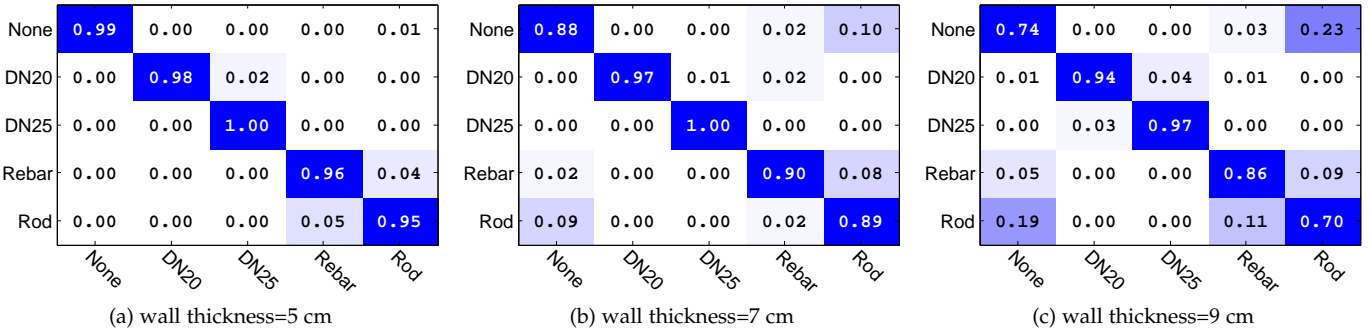 None 0.99 0.00 0.00 0.00 0.01
DN20 0.00 0.98 0.02 0.00 0.00
DN25 0.00 0.00 1.00 0.00 0.00
Rebar 0.00 0.00 0.00 0.96 0.04
Rod 0.00 0.00 0.00 0.05 0.95
None DN20 DN25 Rebar Rod
(a) wall thickness=5 cm
None 0.88 0.00 0.00 0.02 0.10
DN20 0.00 0.97 0.01 0.02 0.00
DN25 0.00 0.00 1.00 0.00 0.00
Rebar 0.02 0.00 0.00 0.90 0.08
Rod 0.09 0.00 0.00 0.02 0.89
None DN20 DN25 Rebar Rod
(b) wall thickness=7 cm
None 0.74 0.00 0.00 0.03 0.23
DN20 0.01 0.94 0.04 0.01 0.00
DN25 0.00 0.03 0.97 0.00 0.00
Rebar 0.05 0.00 0.00 0.86 0.09
Rod 0.19 0.00 0.00 0.11 0.70
None DN20 DN25 Rebar Rod
(c) wall thickness=9 cm